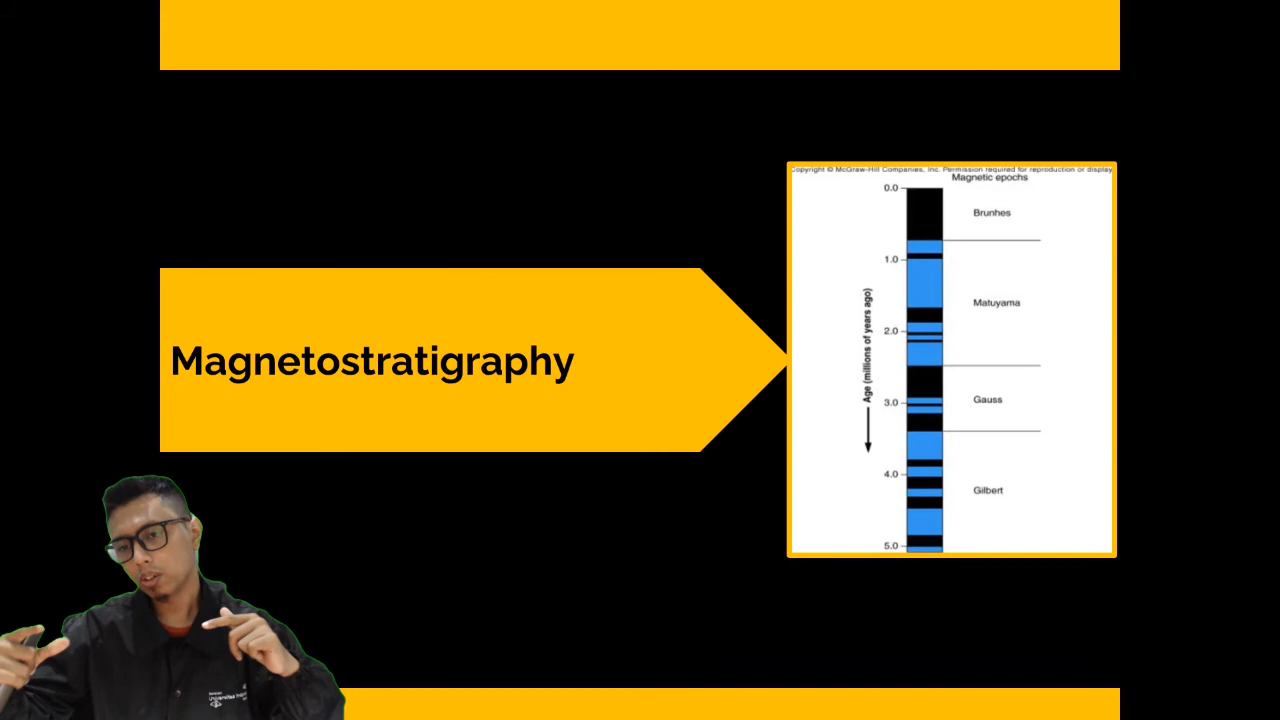 Copyright © McGraw-Hill Companies, Inc. Permission required for reproduction or display
Magnetic epochs
0.0
Brunhes
1.0
Matuyama
Age (millions of years ago)
2.0
Magnetostratigraphy
Gauss
3.0
4.0
Gilbert
5.0